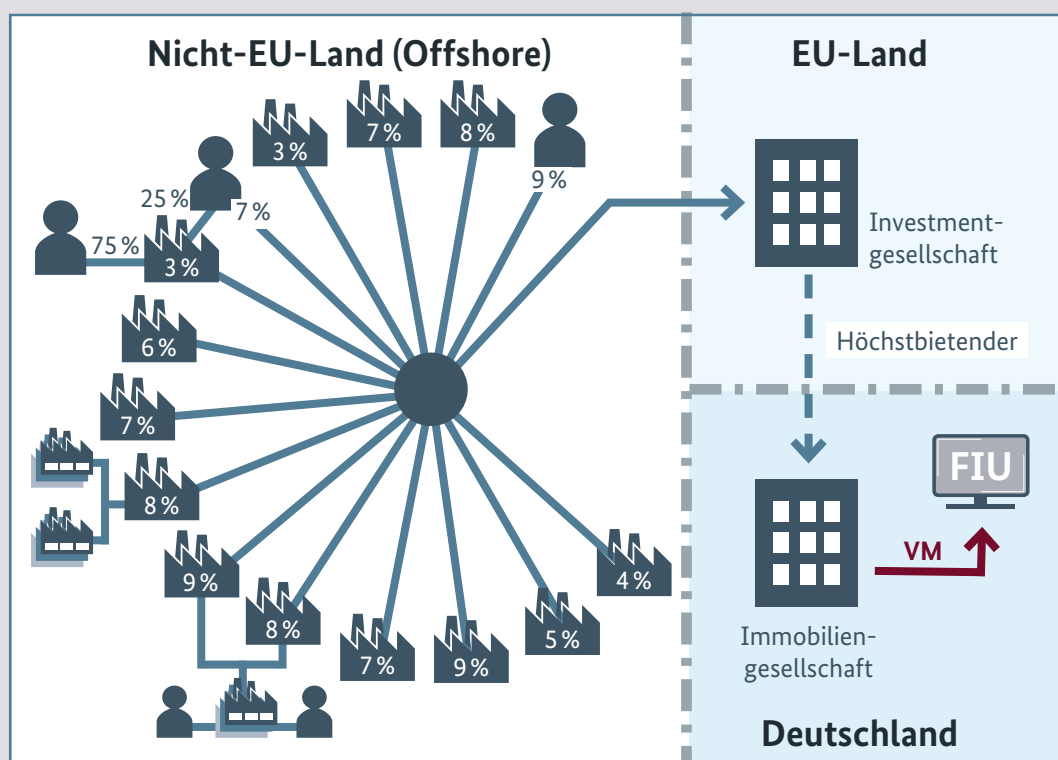 Nicht-EU-Land (Offshore)
EU-Land
3 %
7 %
8 %
9 %
25 %
7 %
75 %
3 %
6 %
7 %
8 %
9 %
8 %
7 %
9 %
5 %
4 %
Investment-
gesellschaft
Höchstbietender
FIU
VM
Immobilien-
gesellschaft
Deutschland